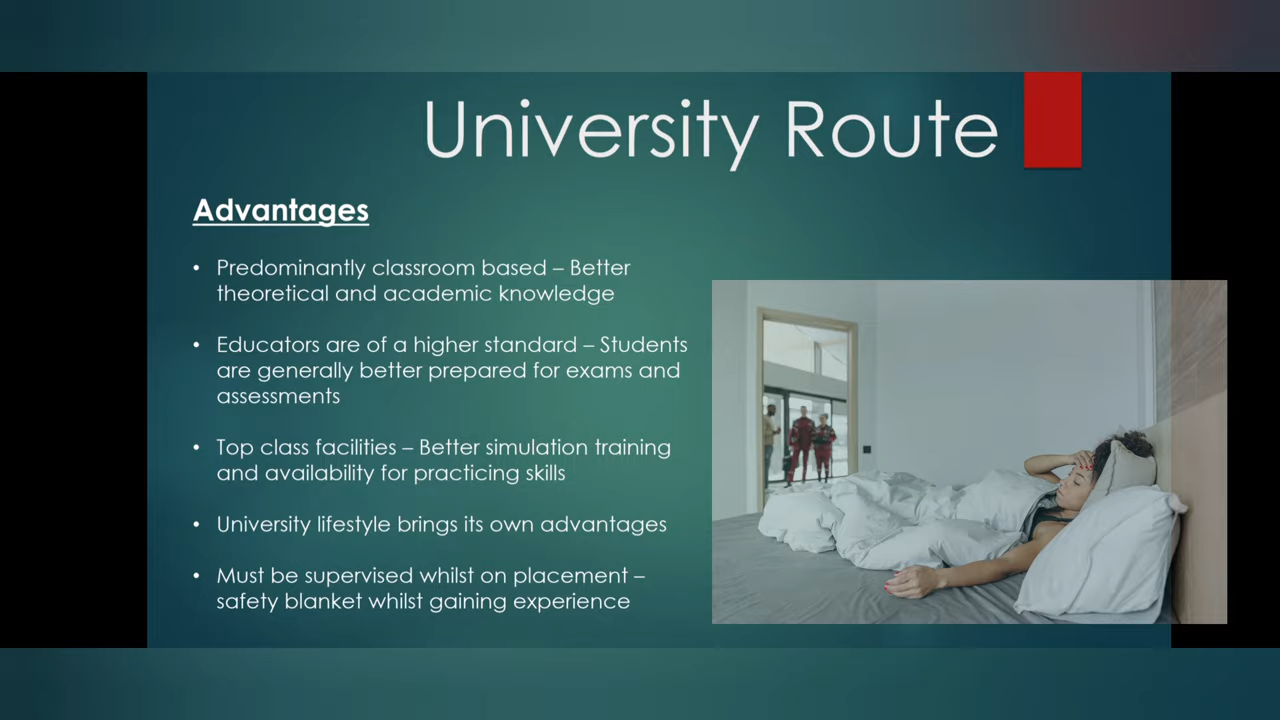 University Route
Advantages
• Predominantly classroom based – Better
theoretical and academic knowledge
• Educators are of a higher standard – Students
are generally better prepared for exams and
assessments
• Top class facilities – Better simulation training
and availability for practicing skills
• University lifestyle brings its own advantages
• Must be supervised whilst on placement –
safety blanket whilst gaining experience